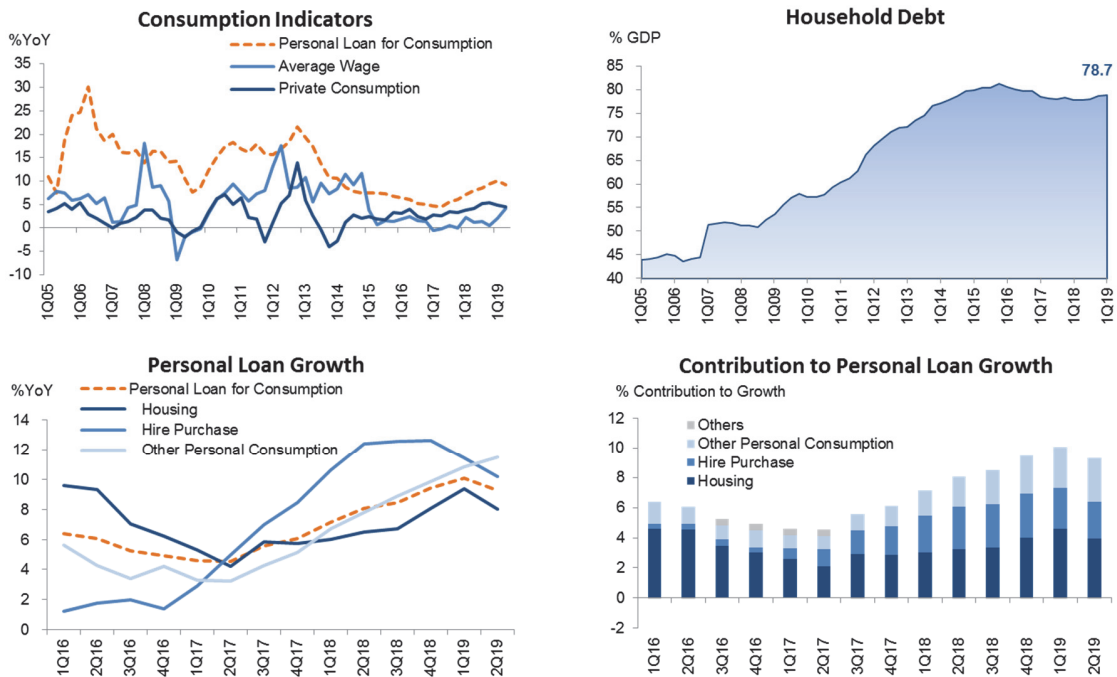 Consumption Indicators
%YoY
Personal Loan for Consumption
Average Wage
Private Consumption
35
30
25
20
15
10
5
0
-5
-10
1Q05
1Q06
1Q07
1Q08
1Q09
1Q10
1Q11
1Q12
1Q13
1Q14
1Q15
1Q16
1Q17
1Q18
1Q19
Household Debt
% GDP
78.7
85
80
75
70
65
60
55
50
45
40
1Q05
1Q06
1Q07
1Q08
1Q09
1Q10
1Q11
1Q12
1Q13
1Q14
1Q15
1Q16
1Q17
1Q18
1Q19
Personal Loan Growth
%YoY
Personal Loan for Consumption
Housing
Hire Purchase
Other Personal Consumption
14
12
10
8
6
4
2
0
1Q16
2Q16
3Q16
4Q16
1Q17
2Q17
3Q17
4Q17
1Q18
2Q18
3Q18
4Q18
1Q19
2Q19
Contribution to Personal Loan Growth
% Contribution to Growth
Others
Other Personal Consumption
Hire Purchase
Housing
12
10
8
6
4
2
0
-2
1Q16
2Q16
3Q16
4Q16
1Q17
2Q17
3Q17
4Q17
1Q18
2Q18
3Q18
4Q18
1Q19
2Q19